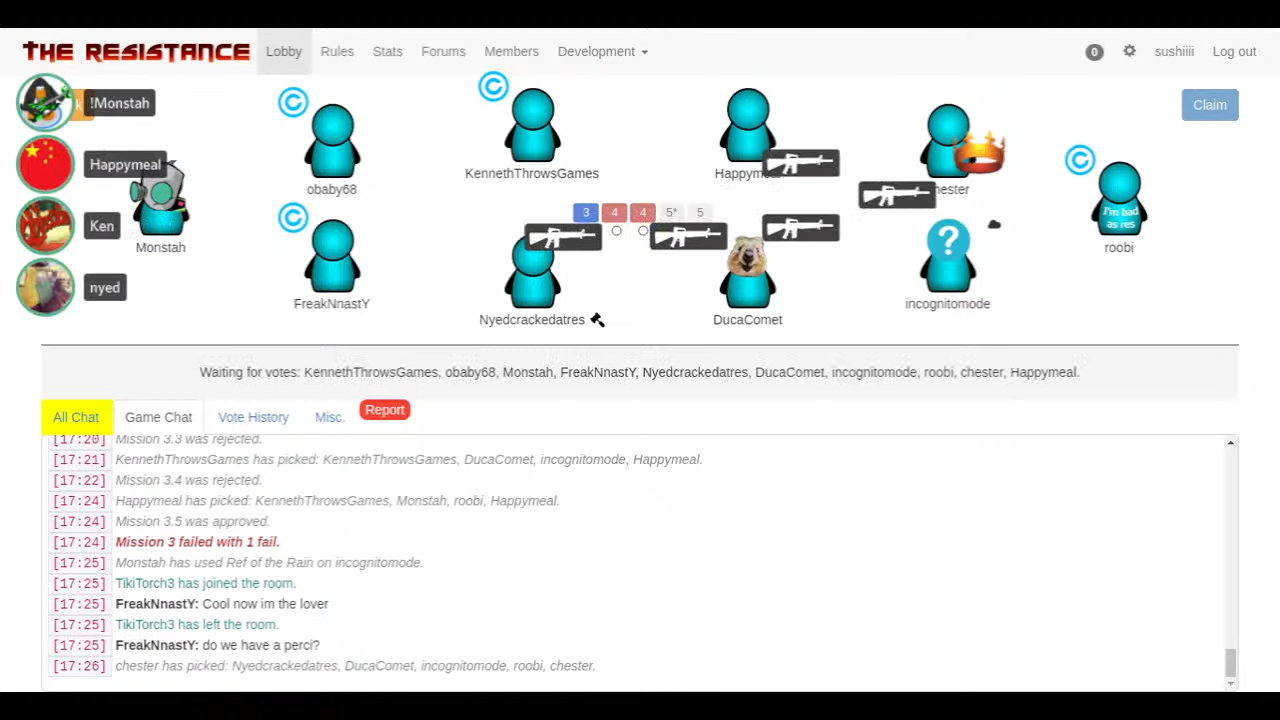 THE RESISTANCE Lobby Rules Stats Forums Members Development 0 sushiiii Log out
!Monstah
Claim
Happymeal
Ken
nyed
Monstah
obaby68
KennethThrowsGames
Happyme
hester
I'm bad
as res
roobi
3 4 4 5* 5
FreakNnastY
Nyedcrackedatres
DucaComet
?
incognitomode
Waiting for votes: KennethThrowsGames, obaby68, Monstah, FreakNnastY, Nyedcrackedatres, DucaComet, incognitomode, roobi, chester, Happymeal.
All Chat Game Chat Vote History Misc. Report
[17:20] Mission 3.3 was rejected.
[17:21] KennethThrowsGames has picked: KennethThrowsGames, DucaComet, incognitomode, Happymeal.
[17:22] Mission 3.4 was rejected.
[17:24] Happymeal has picked: KennethThrowsGames, Monstah, roobi, Happymeal.
[17:24] Mission 3.5 was approved.
[17:24] Mission 3 failed with 1 fail.
[17:25] Monstah has used Ref of the Rain on incognitomode.
[17:25] TikiTorch3 has joined the room.
[17:25] FreakNnastY: Cool now im the lover
[17:25] TikiTorch3 has left the room.
[17:25] FreakNnastY: do we have a perci?
[17:26] chester has picked: Nyedcrackedatres, DucaComet, incognitomode, roobi, chester.